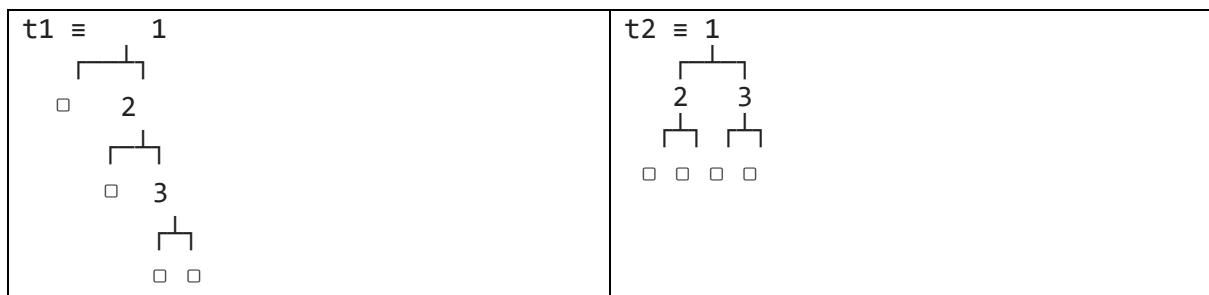 t1 ≡ 1
□ 2
□ 3
□ □
t2 ≡ 1
2 3
□ □ □ □